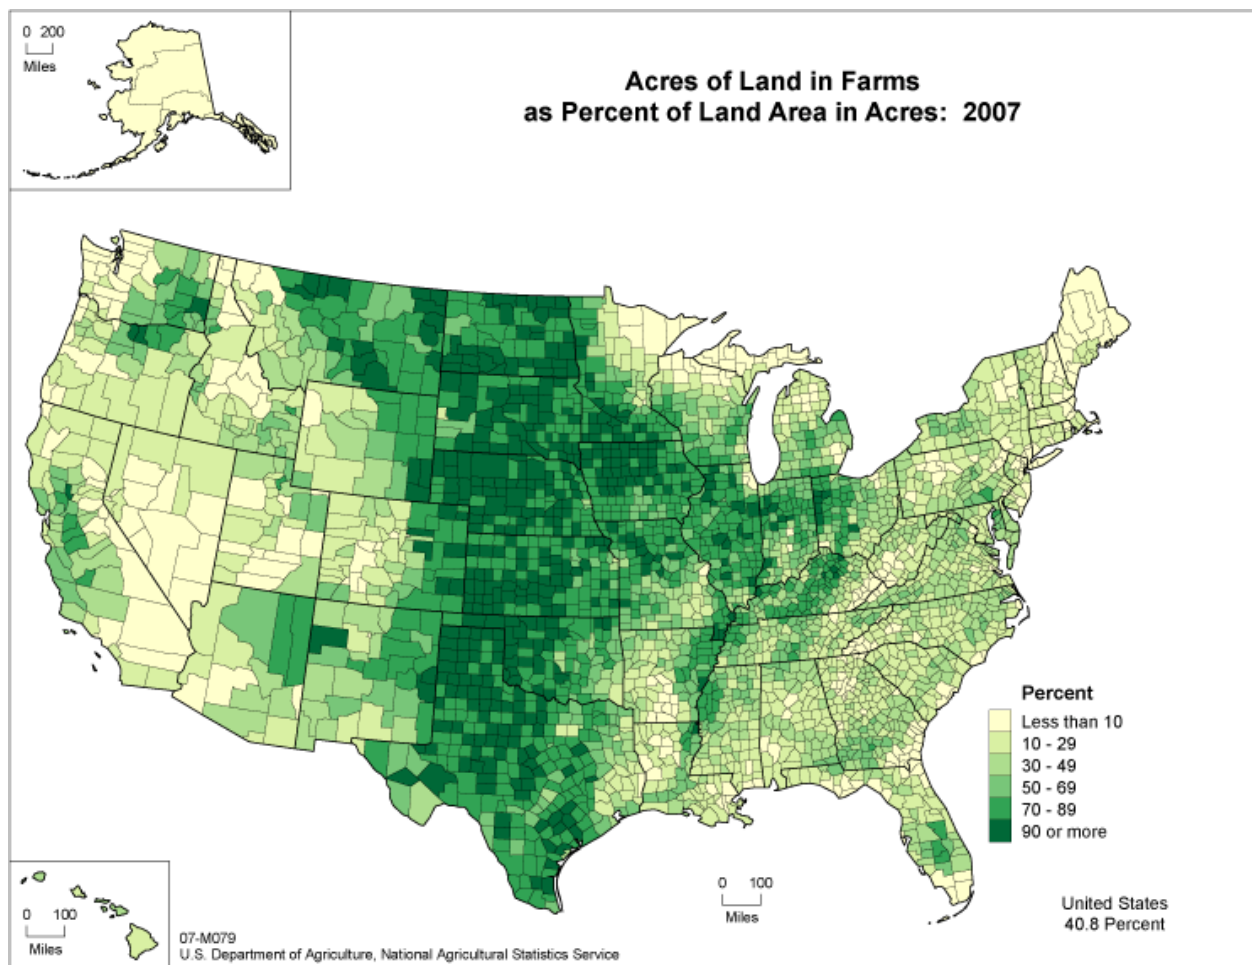 0 200
Miles
Acres of Land in Farms
as Percent of Land Area in Acres: 2007
Percent
Less than 10
10 - 29
30 - 49
50 - 69
70 - 89
90 or more
0 100
Miles
0 100
Miles
United States
40.8 Percent
07-M079
U.S. Department of Agriculture, National Agricultural Statistics Service